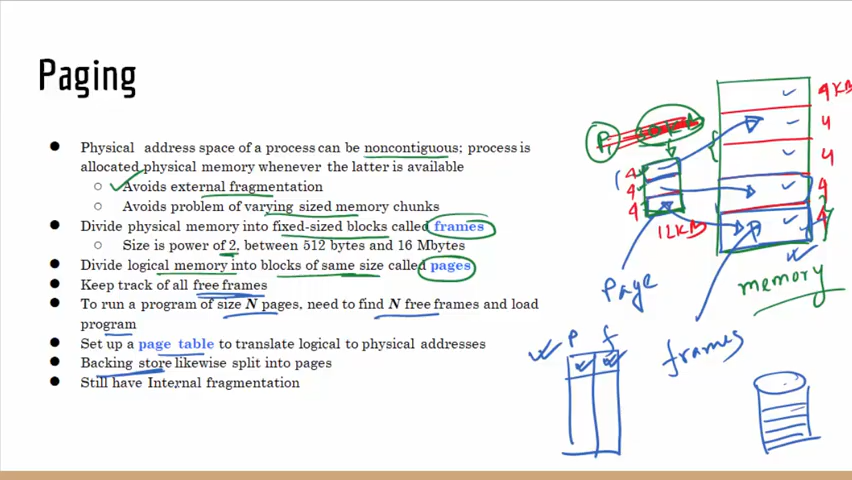 Paging
● Physical address space of a process can be noncontiguous; process is
allocated physical memory whenever the latter is available
○ Avoids external fragmentation
○ Avoids problem of varying sized memory chunks
● Divide physical memory into fixed-sized blocks called frames
○ Size is power of 2, between 512 bytes and 16 Mbytes
● Divide logical memory into blocks of same size called pages
● Keep track of all free frames
● To run a program of size N pages, need to find N free frames and load
program
● Set up a page table to translate logical to physical addresses
● Backing store likewise split into pages
● Still have Internal fragmentation
4KB
4
4
4
4
P1
4
4
4
12KB
P
memory
Page
frames
P f